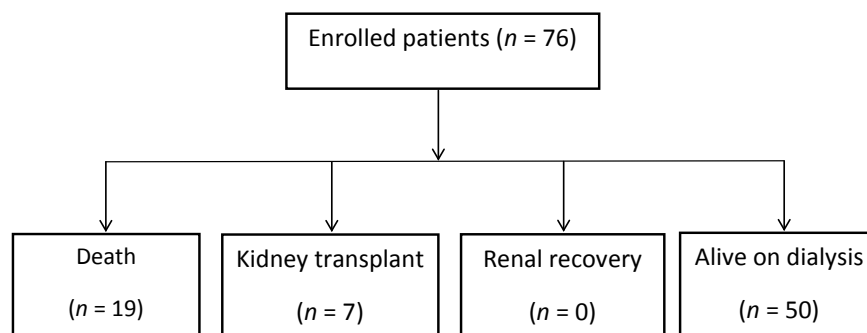 Enrolled patients (n = 76)
Death
(n = 19)
Kidney transplant
(n = 7)
Renal recovery
(n = 0)
Alive on dialysis
(n = 50)